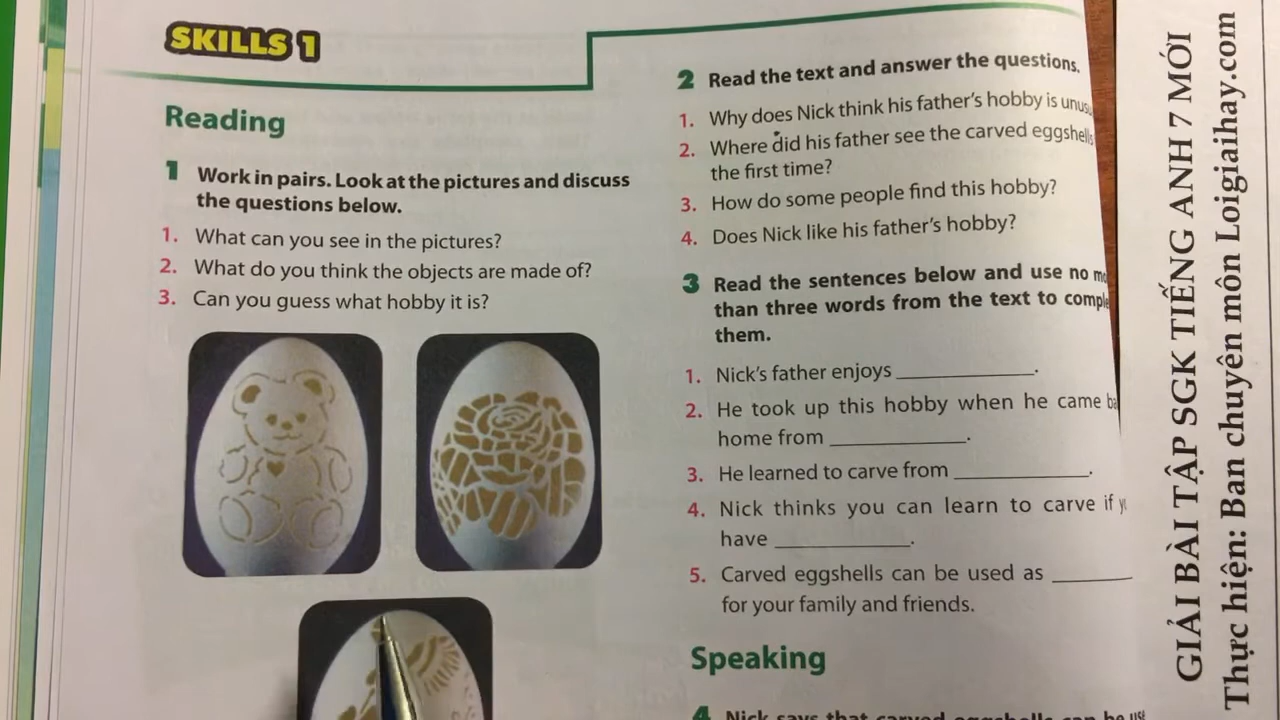 SKILLS 1
Reading
1 Work in pairs. Look at the pictures and discuss
the questions below.
1. What can you see in the pictures?
2. What do you think the objects are made of?
3. Can you guess what hobby it is?
2 Read the text and answer the questions.
1. Why does Nick think his father's hobby is
2. Where did his father see the carved eggshells
the first time?
3. How do some people find this hobby?
4. Does Nick like his father's hobby?
3 Read the sentences below and use no
than three words from the text to
them.
1. Nick's father enjoys ____________.
2. He took up this hobby when he came
home from ____________.
3. He learned to carve from ____________.
4. Nick thinks you can learn to carve if
have ____________.
5. Carved eggshells can be used as _______
for your family and friends.
Speaking
4 Nick says that carved eggshells can be
GIẢI BÀI TẬP SGK TIẾNG ANH 7 MỚI
Thực hiện: Ban chuyên môn Loigiaihay.com